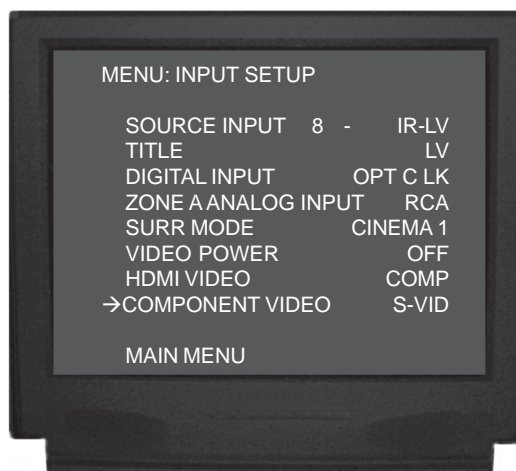 MENU: INPUT SETUP
SOURCE INPUT 8 - IR-LV
TITLE LV
DIGITAL INPUT OPT C LK
ZONE A ANALOG INPUT RCA
SURR MODE CINEMA 1
VIDEO POWER OFF
HDMI VIDEO COMP
→COMPONENT VIDEO S-VID
MAIN MENU